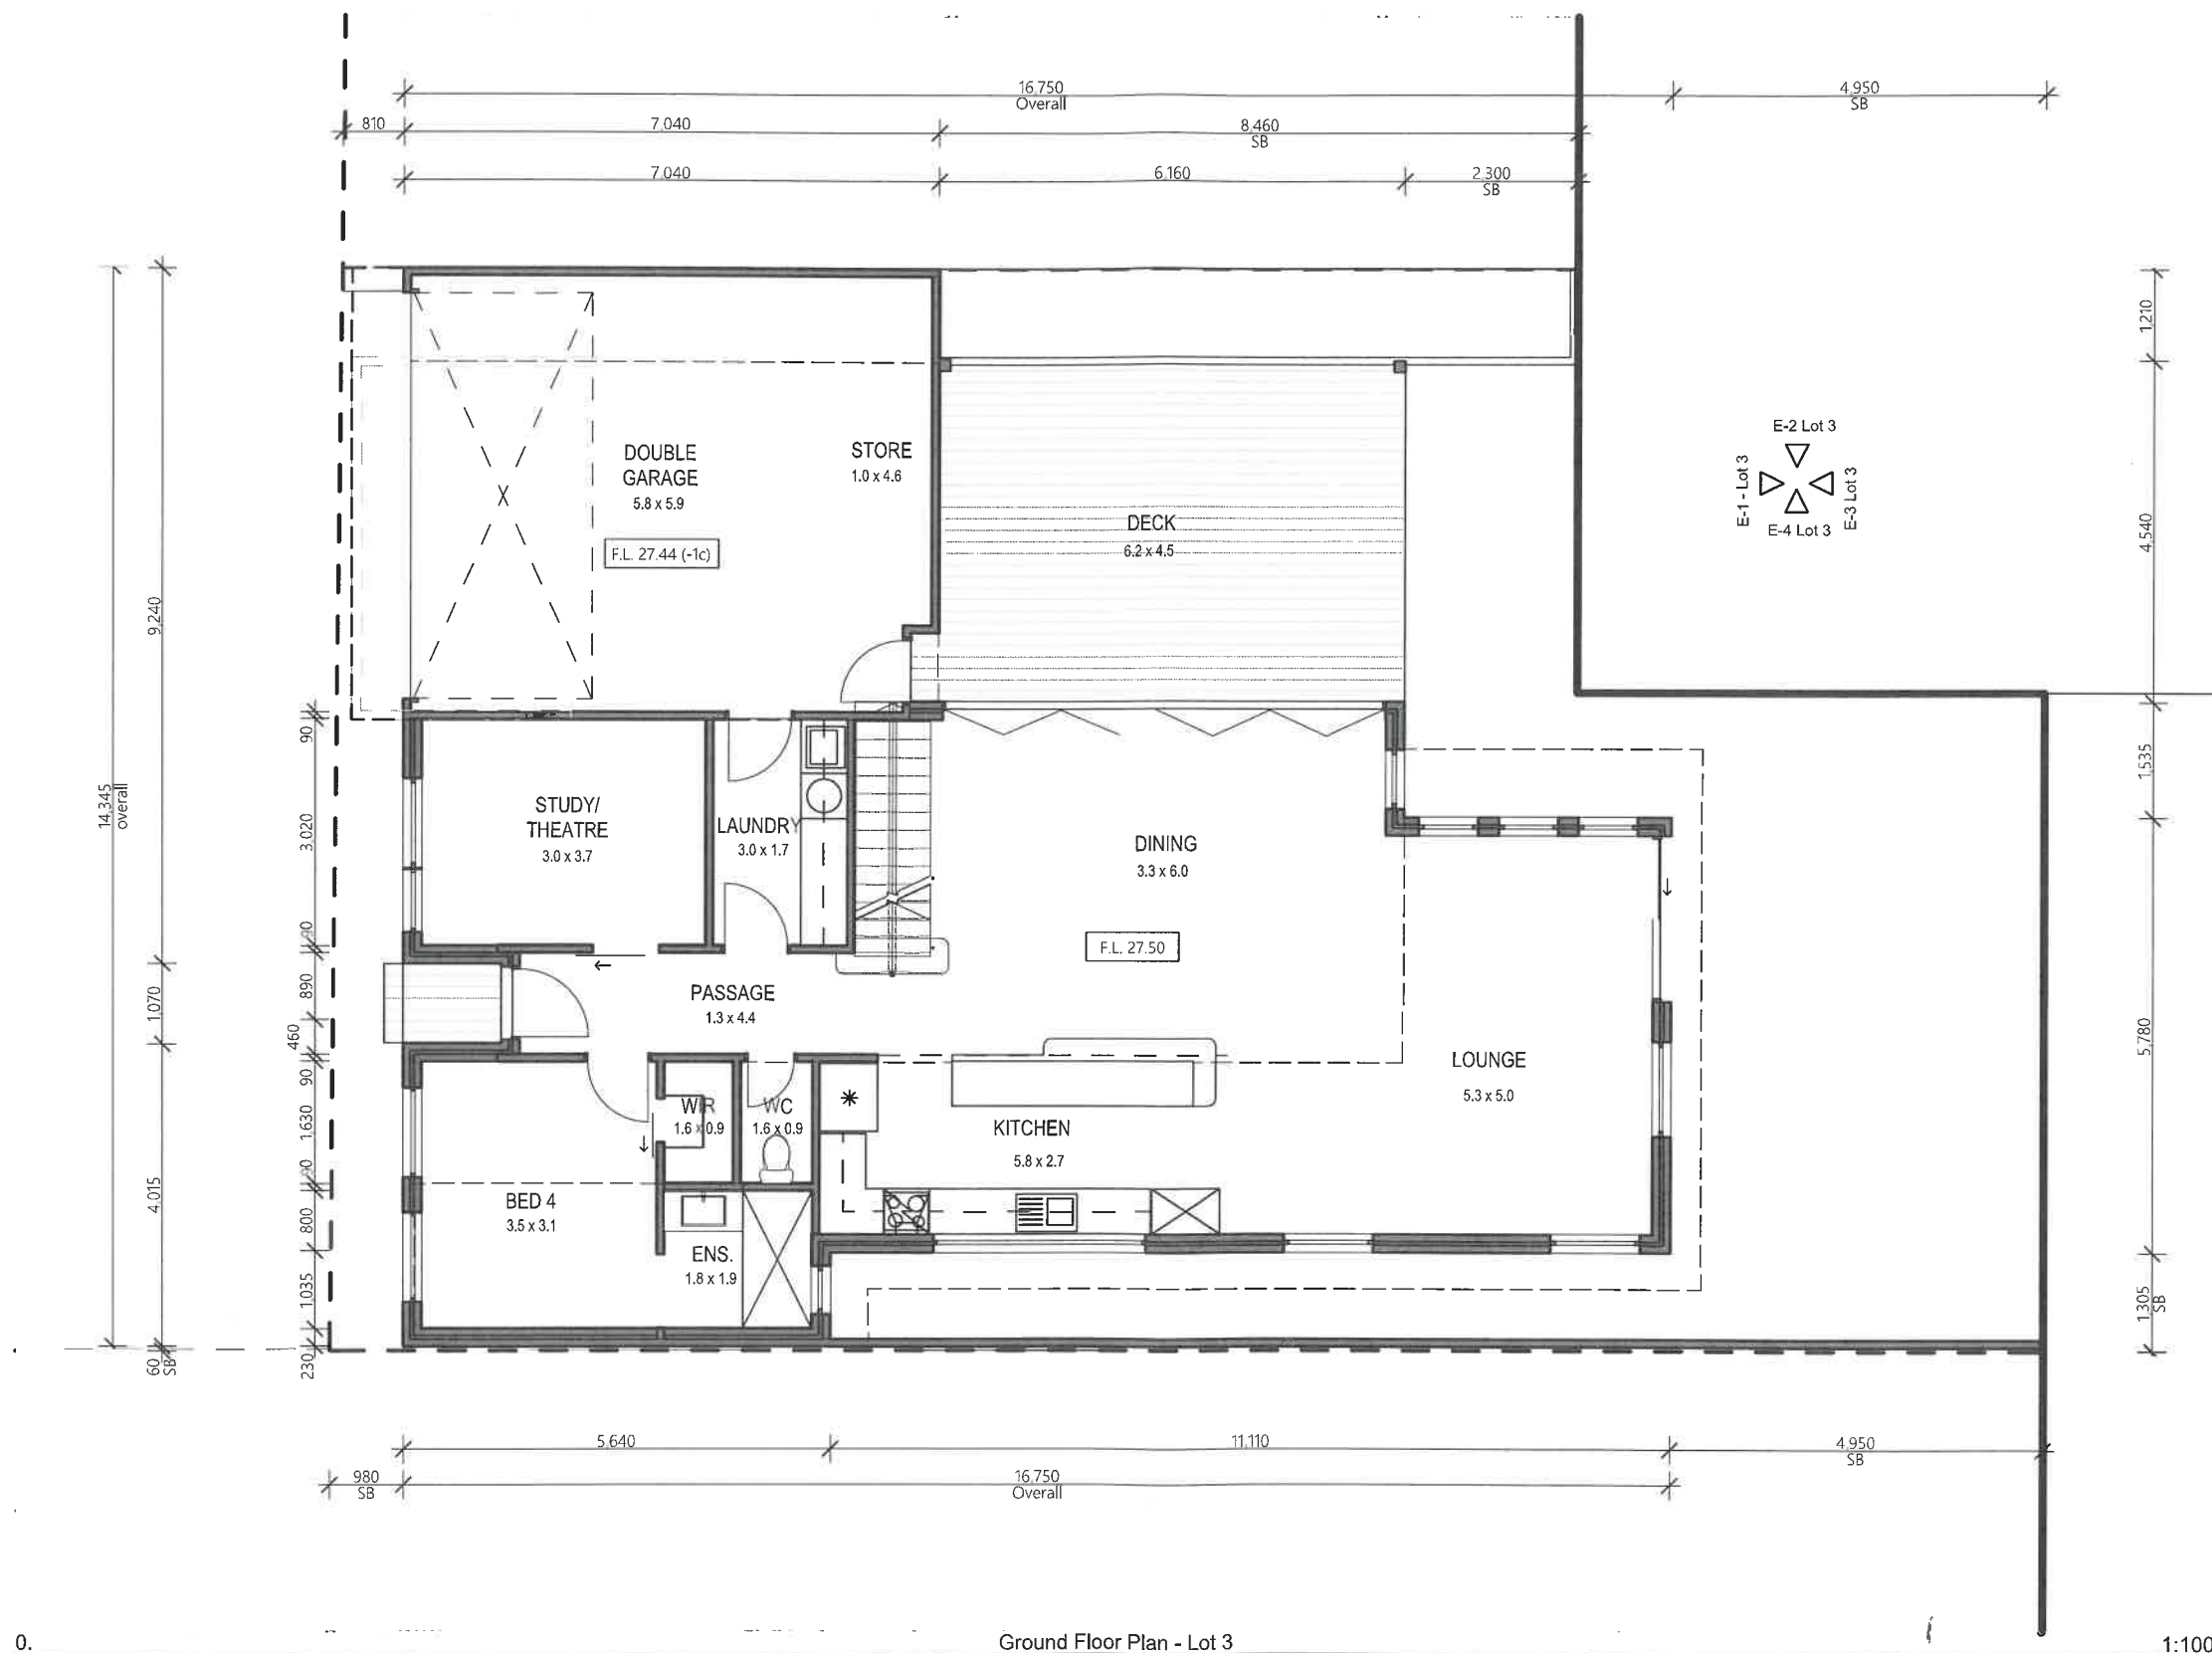 16,750
Overall
4,950
SB
810
7,040
8,460
SB
7,040
6,160
2,300
SB
14,345
overall
9,240
1,070
4,015
60
SB
90
3,020
90
890
460
90
1,630
90
800
1,035
230
DOUBLE
GARAGE
5.8 x 5.9
F.L. 27.44 (-1c)
STORE
1.0 x 4.6
DECK
6.2 x 4.5
E-2 Lot 3
E-1 - Lot 3
E-3 Lot 3
E-4 Lot 3
1,210
4,540
1,535
5,780
1,305
SB
STUDY/
THEATRE
3.0 x 3.7
LAUNDRY
3.0 x 1.7
DINING
3.3 x 6.0
F.L. 27.50
PASSAGE
1.3 x 4.4
LOUNGE
5.3 x 5.0
WIR
1.6 x 0.9
WC
1.6 x 0.9
KITCHEN
5.8 x 2.7
BED 4
3.5 x 3.1
ENS.
1.8 x 1.9
5,640
11,110
4,950
SB
980
SB
16,750
Overall
0.
Ground Floor Plan - Lot 3
1:100